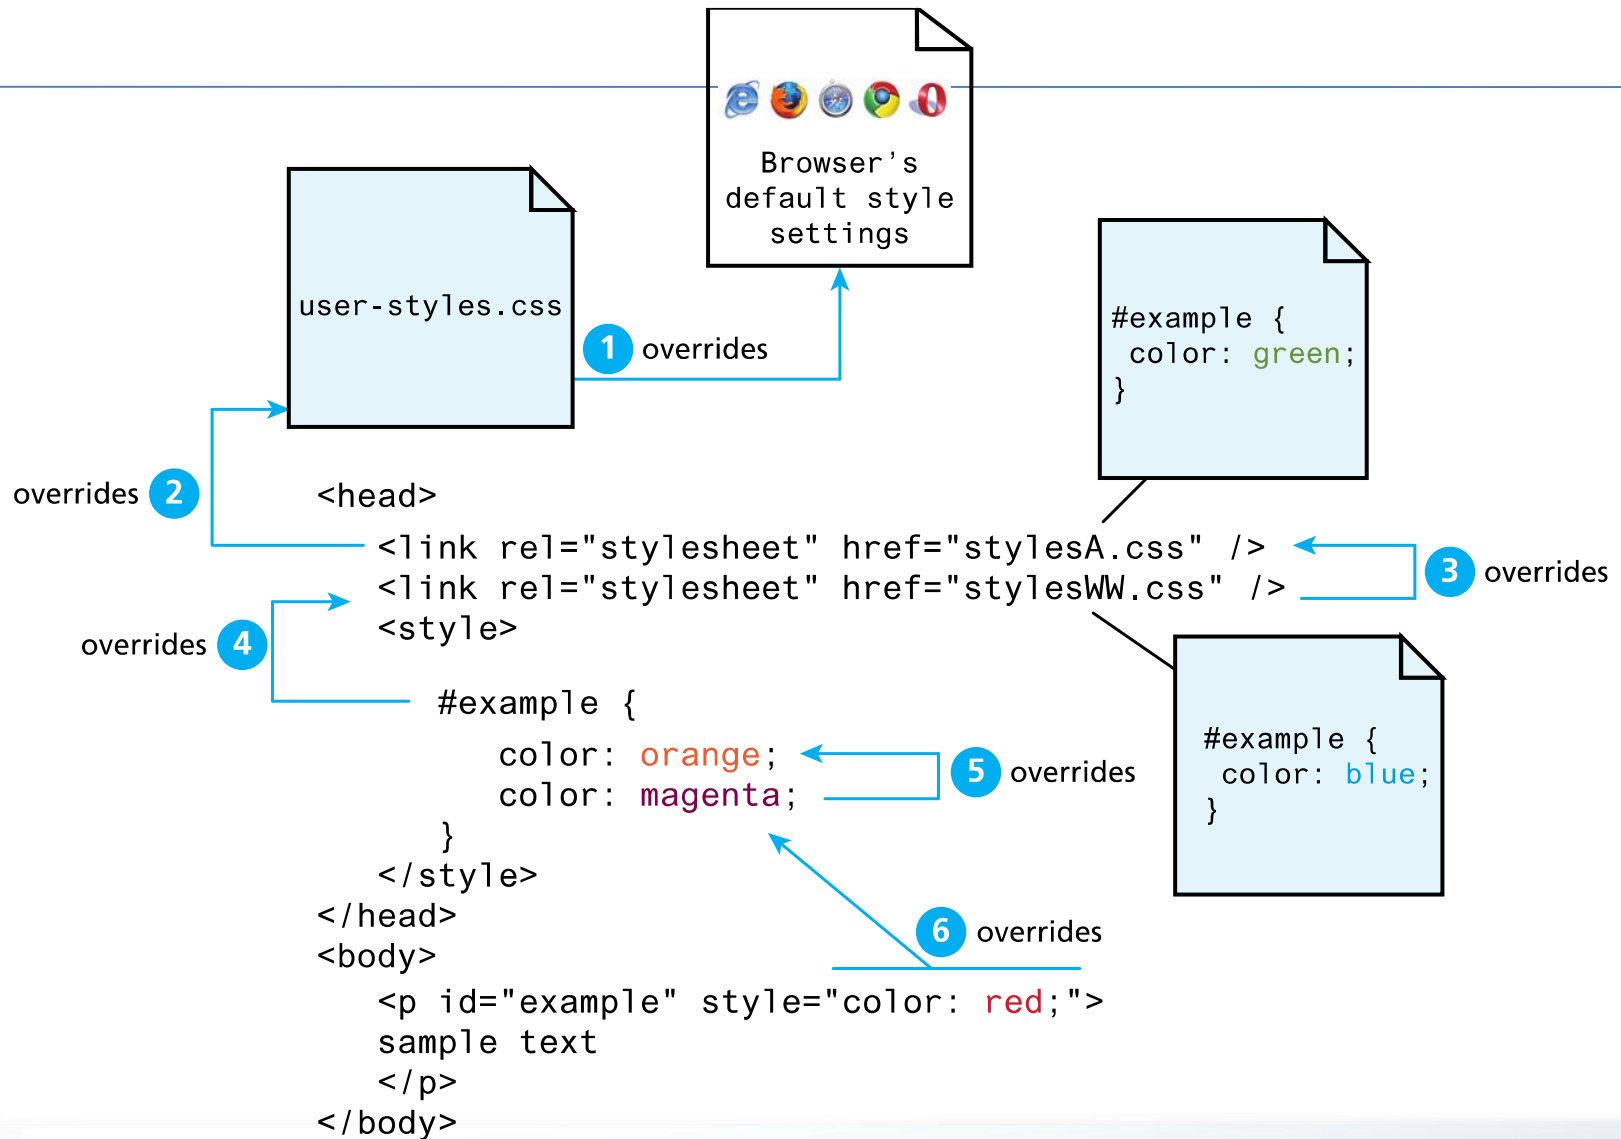 Browser's
default style
settings
user-styles.css
1 overrides
#example {
color: green;
}
overrides 2
<head>
<link rel="stylesheet" href="stylesA.css" />
<link rel="stylesheet" href="stylesWW.css" />
3 overrides
<style>
overrides 4
#example {
color: orange;
color: magenta;
5 overrides
}
#example {
color: blue;
}
</style>
</head>
6 overrides
<body>
<p id="example" style="color: red;">
sample text
</p>
</body>